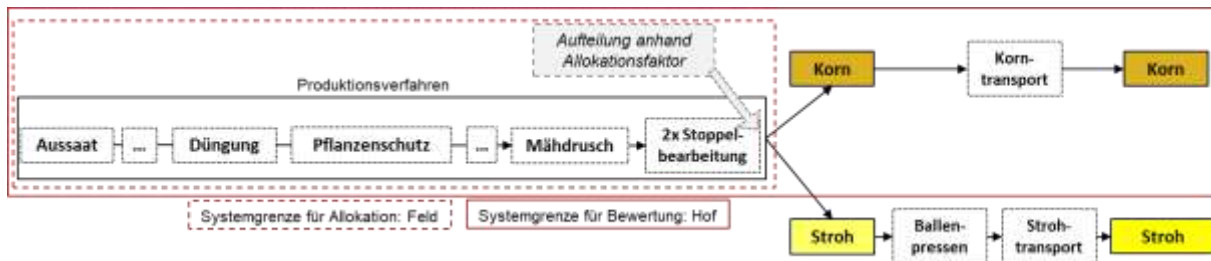 Aufteilung anhand
Allokationsfaktor
Korn
Korn-
transport
Korn
Produktionsverfahren
Aussaat
...
Düngung
Pflanzenschutz
...
Mähdrusch
2x Stoppel-
bearbeitung
Systemgrenze für Allokation: Feld
Systemgrenze für Bewertung: Hof
Stroh
Ballen-
pressen
Stroh-
transport
Stroh